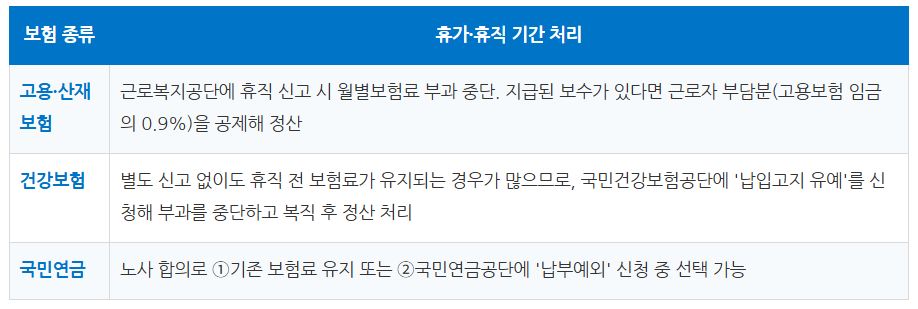 보험 종류
휴가·휴직 기간 처리
고용·산재
보험
근로복지공단에 휴직 신고 시 월별보험료 부과 중단. 지급된 보수가 있다면 근로자 부담분(고용보험 임금
의 0.9%)을 공제해 정산
건강보험
별도 신고 없이도 휴직 전 보험료가 유지되는 경우가 많으므로, 국민건강보험공단에 '납입고지 유예'를 신
청해 부과를 중단하고 복직 후 정산 처리
국민연금
노사 합의로 ①기존 보험료 유지 또는 ②국민연금공단에 '납부예외' 신청 중 선택 가능